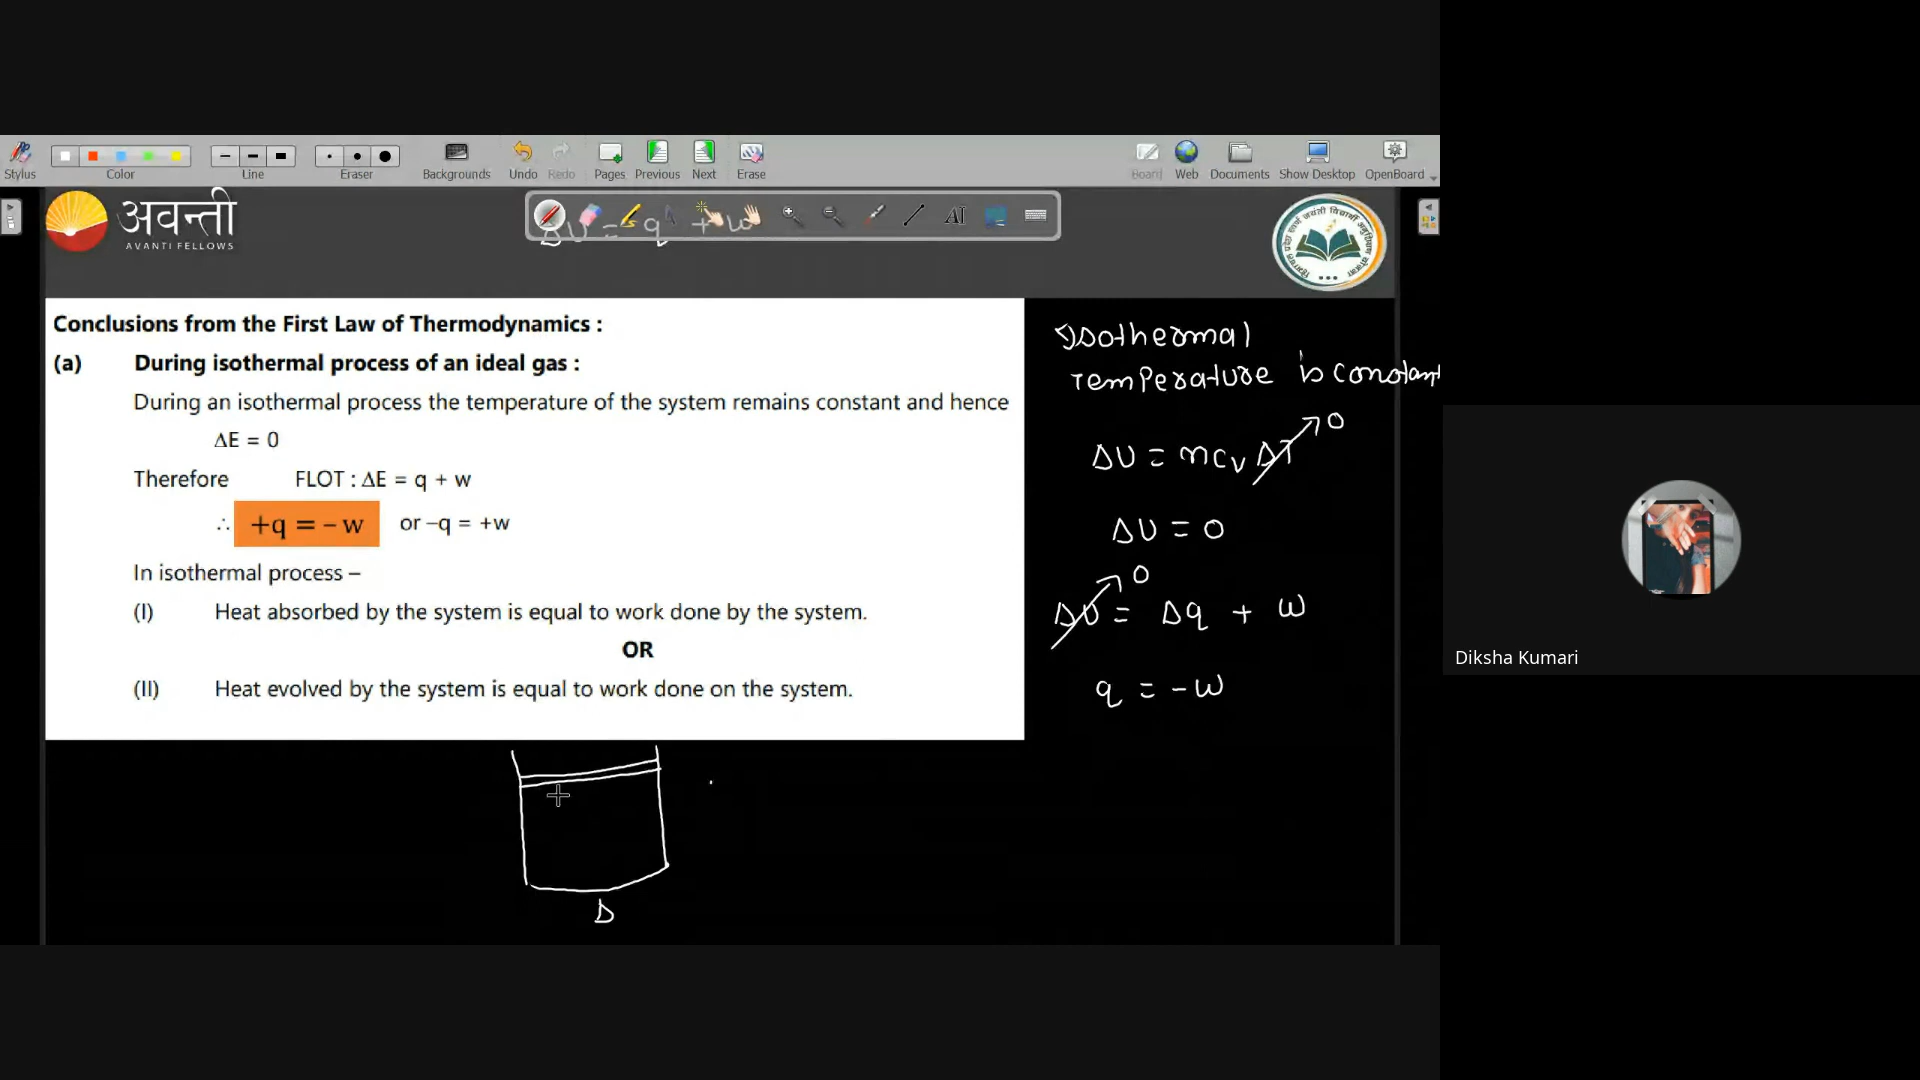 Stylus
Color
Line
Eraser
Backgrounds
Undo
Redo
Pages
Previous
Next
Erase
Board
Web
Documents
Show Desktop
OpenBoard
अवन्ती
AVANTI FELLOWS
ΔU = q + w
Conclusions from the First Law of Thermodynamics :
(a) During isothermal process of an ideal gas :
During an isothermal process the temperature of the system remains constant and hence
ΔE = 0
Therefore FLOT : ΔE = q + w
∴ +q = – w or –q = +w
In isothermal process –
(I) Heat absorbed by the system is equal to work done by the system.
OR
(II) Heat evolved by the system is equal to work done on the system.
Isothermal
Temperature is constant
ΔU = nCv ΔT 0
ΔU = 0
ΔU 0 = Δq + w
q = -w
Δ
Diksha Kumari